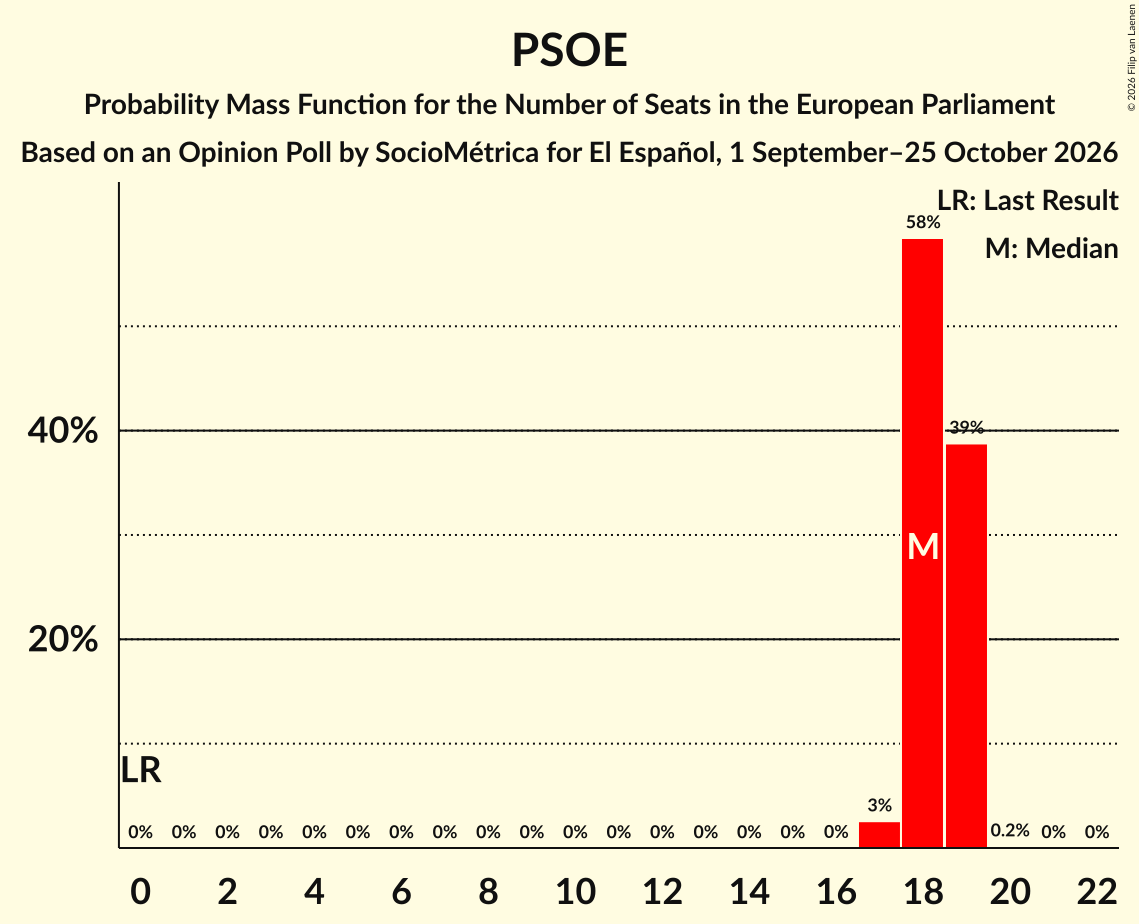 PSOE
Probability Mass Function for the Number of Seats in the European Parliament
Based on an Opinion Poll by SocioMétrica for El Español, 1 September–25 October 2026
© 2026 Filip van Laenen
LR: Last Result
M: Median
58%
40%
39%
M
20%
LR
3%
0% 0% 0% 0% 0% 0% 0% 0% 0% 0% 0% 0% 0% 0% 0% 0% 0% 0.2% 0% 0%
0 2 4 6 8 10 12 14 16 18 20 22